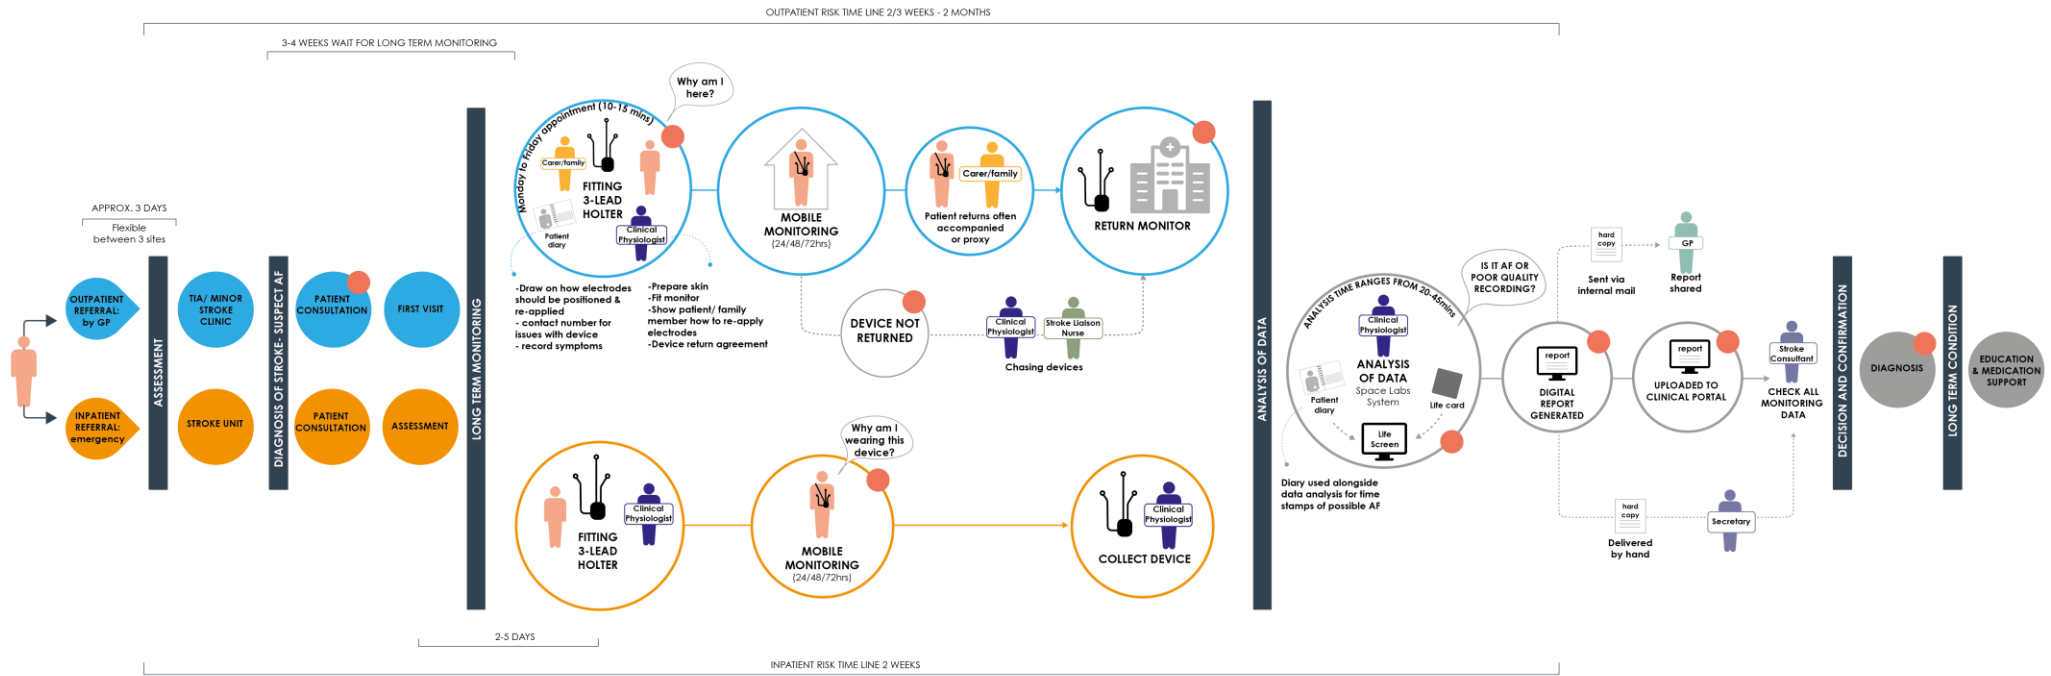 OUTPATIENT RISK TIME LINE 2/3 WEEKS - 2 MONTHS
3-4 WEEKS WAIT FOR LONG TERM MONITORING
APPROX. 3 DAYS
Flexible
between 3 sites
OUTPATIENT
REFERRAL:
by GP
INPATIENT
REFERRAL:
emergency
ASSESSMENT
TIA/ MINOR
STROKE
CLINIC
STROKE UNIT
DIAGNOSIS OF STROKE- SUSPECT AF
PATIENT
CONSULTATION
FIRST VISIT
PATIENT
CONSULTATION
ASSESSMENT
LONG TERM MONITORING
Monday to Friday appointment (10-15 mins)
Why am I
here?
Carer/family
FITTING
3-LEAD
HOLTER
Patient
diary
Clinical
Physiologist
-Draw on how electrodes
should be positioned &
re-applied
- contact number for
issues with device
- record symptoms
-Prepare skin
-Fit monitor
-Show patient/ family
member how to re-apply
electrodes
-Device return agreement
MOBILE
MONITORING
(24/48/72hrs)
Carer/family
Patient returns often
accompanied
or proxy
RETURN MONITOR
DEVICE NOT
RETURNED
Clinical
Physiologist
Stroke Liaison
Nurse
Chasing devices
Clinical
Physiologist
FITTING
3-LEAD
HOLTER
Why am I
wearing this
device?
MOBILE
MONITORING
(24/48/72hrs)
Clinical
Physiologist
COLLECT DEVICE
ANALYSIS OF DATA
ANALYSIS TIME RANGES FROM 20-45mins
IS IT AF OR
POOR QUALITY
RECORDING?
Clinical
Physiologist
ANALYSIS
OF DATA
Space Labs
System
Patient
diary
Life card
Life
Screen
Diary used alongside
data analysis for time
stamps of possible AF
report
DIGITAL
REPORT
GENERATED
hard
copy
Sent via
internal mail
GP
Report
shared
report
UPLOADED TO
CLINICAL PORTAL
hard
copy
Delivered
by hand
Secretary
Stroke
Consultant
CHECK ALL
MONITORING
DATA
DECISION AND CONFIRMATION
DIAGNOSIS
LONG TERM CONDITION
EDUCATION
& MEDICATION
SUPPORT
2-5 DAYS
INPATIENT RISK TIME LINE 2 WEEKS